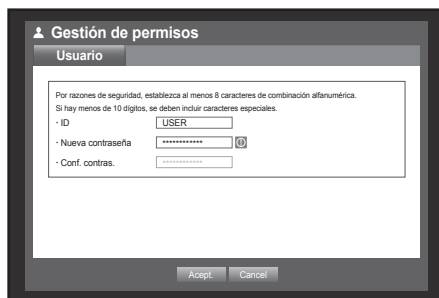 Gestión de permisos
Usuario
Por razones de seguridad, establezca al menos 8 caracteres de combinación alfanumérica.
Si hay menos de 10 dígitos, se deben incluir caracteres especiales.
· ID USER
· Nueva contraseña ************
· Conf. contras. ************
Acept. Cancel